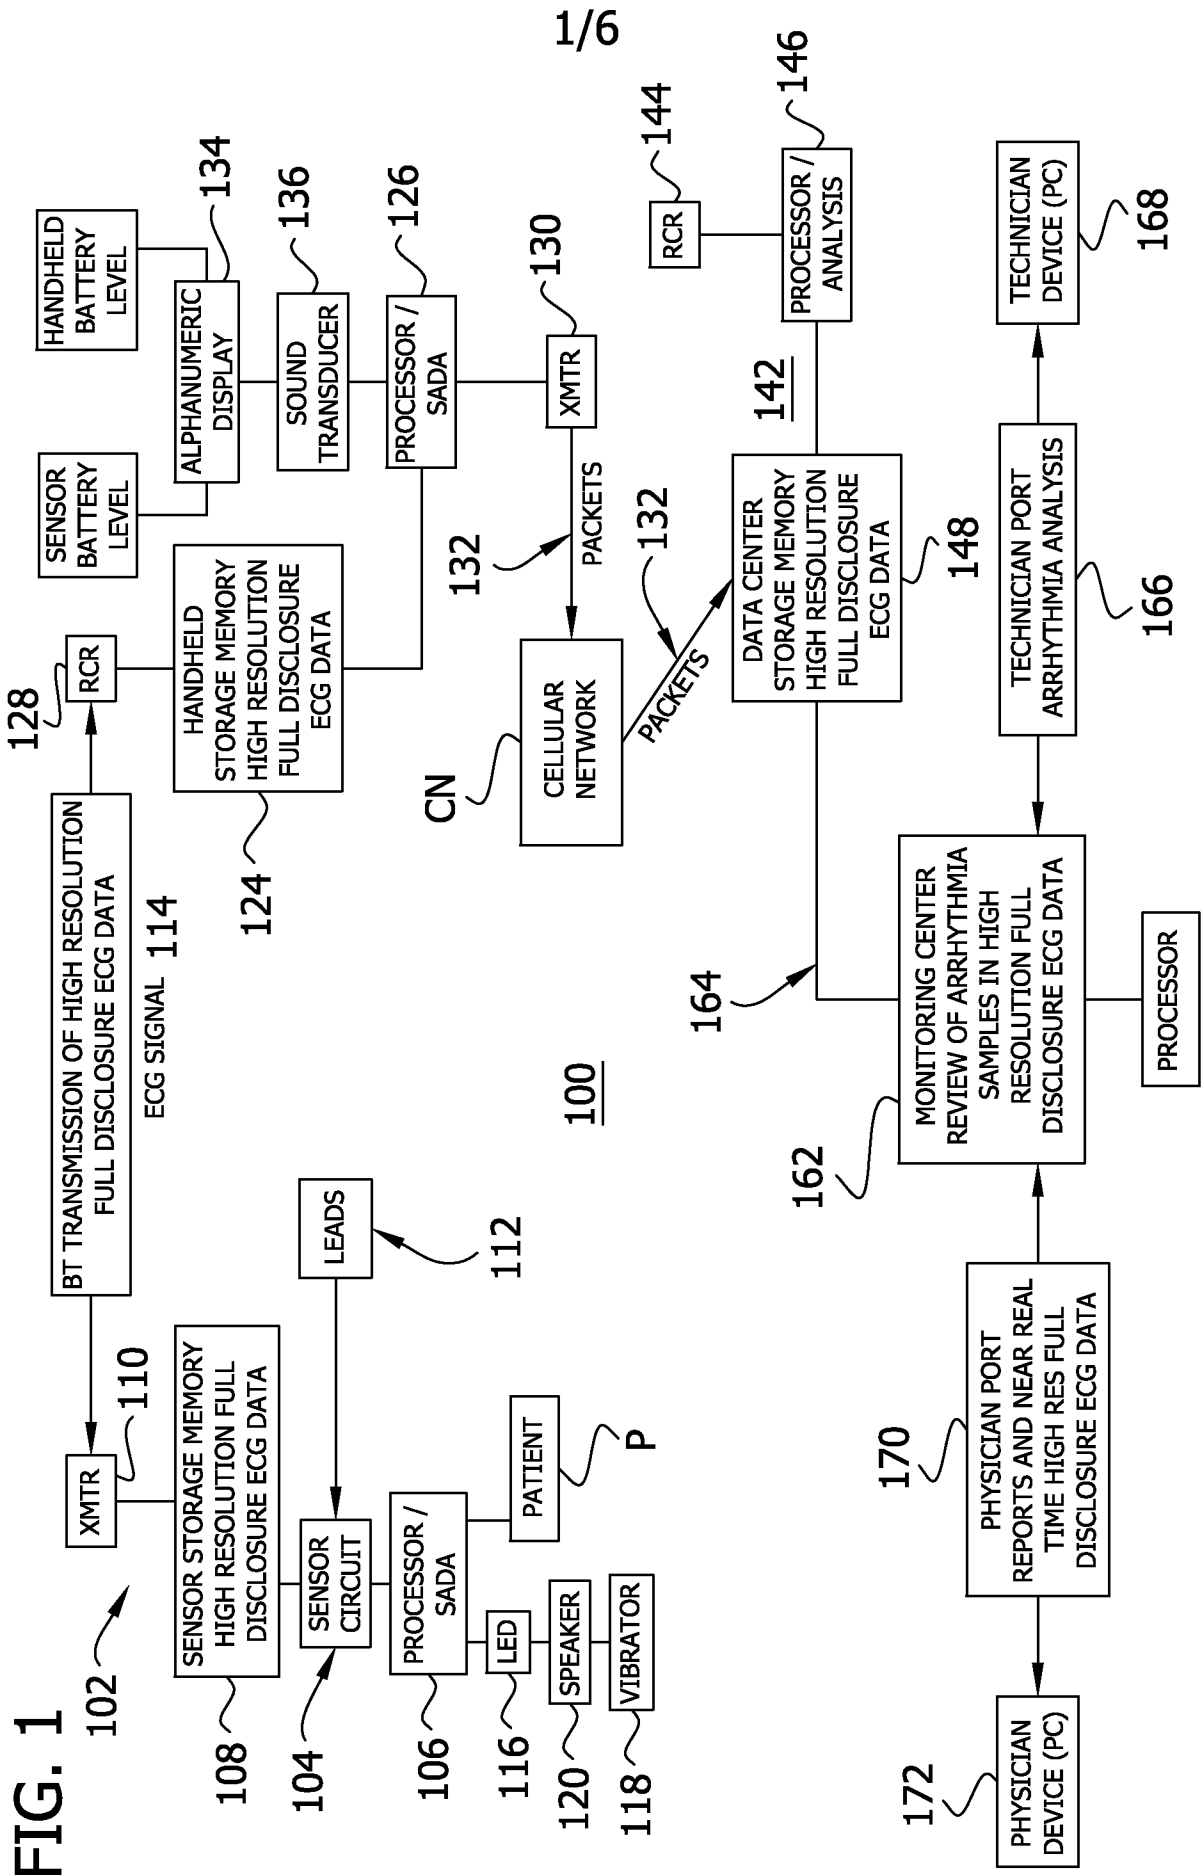 1/6
FIG. 1
102
XMTR
110
BT TRANSMISSION OF HIGH RESOLUTION
FULL DISCLOSURE ECG DATA
ECG SIGNAL 114
128
RCR
SENSOR
BATTERY
LEVEL
HANDHELD
BATTERY
LEVEL
SENSOR STORAGE MEMORY
HIGH RESOLUTION FULL
DISCLOSURE ECG DATA
108
HANDHELD
STORAGE MEMORY
HIGH RESOLUTION
FULL DISCLOSURE
ECG DATA
124
ALPHANUMERIC
DISPLAY
134
SENSOR
CIRCUIT
104
LEADS
112
SOUND
TRANSDUCER
136
PROCESSOR /
SADA
106
PROCESSOR /
SADA
126
LED
116
PATIENT
P
SPEAKER
120
VIBRATOR
118
XMTR
130
132
PACKETS
CELLULAR
NETWORK
CN
PACKETS
132
100
RCR
144
DATA CENTER
STORAGE MEMORY
HIGH RESOLUTION
FULL DISCLOSURE
ECG DATA
148
142
PROCESSOR /
ANALYSIS
146
164
MONITORING CENTER
REVIEW OF ARRHYTHMIA
SAMPLES IN HIGH
RESOLUTION FULL
DISCLOSURE ECG DATA
162
PROCESSOR
PHYSICIAN
DEVICE (PC)
172
PHYSICIAN PORT
REPORTS AND NEAR REAL
TIME HIGH RES FULL
DISCLOSURE ECG DATA
170
TECHNICIAN PORT
ARRHYTHMIA ANALYSIS
166
TECHNICIAN
DEVICE (PC)
168